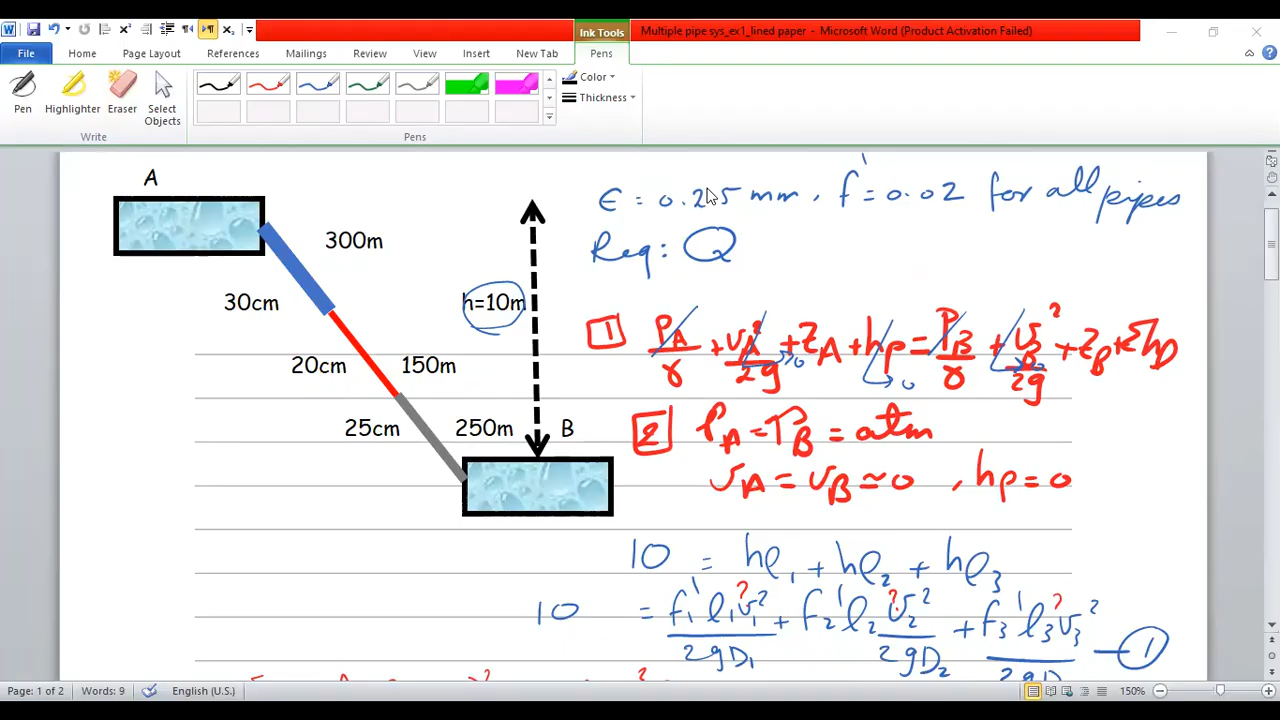 Ink Tools
Multiple pipe sys_ex1_lined paper - Microsoft Word (Product Activation Failed)
File Home Page Layout References Mailings Review View Insert New Tab Pens
Pen Highlighter Eraser Select Objects
Color
Thickness
Write
Pens
A
ϵ = 0.25 mm, f' = 0.02 for all pipes
300m
Req: Q
30cm
h=10m
1 PA/γ + vA²/2g + zA + hp = PB/γ + vB²/2g + zB + Σhl
→0 →0
20cm 150m
25cm 250m B
2 PA = PB = atm
vA = vB ≃ 0, hp = 0
10 = hl1 + hl2 + hl3
10 = f1' l1 v1²/2gD1 + f2' l2 v2²/2gD2 + f3' l3 v3²/2gD — 1
? ? ?
Page: 1 of 2 Words: 9 English (U.S.) 150%